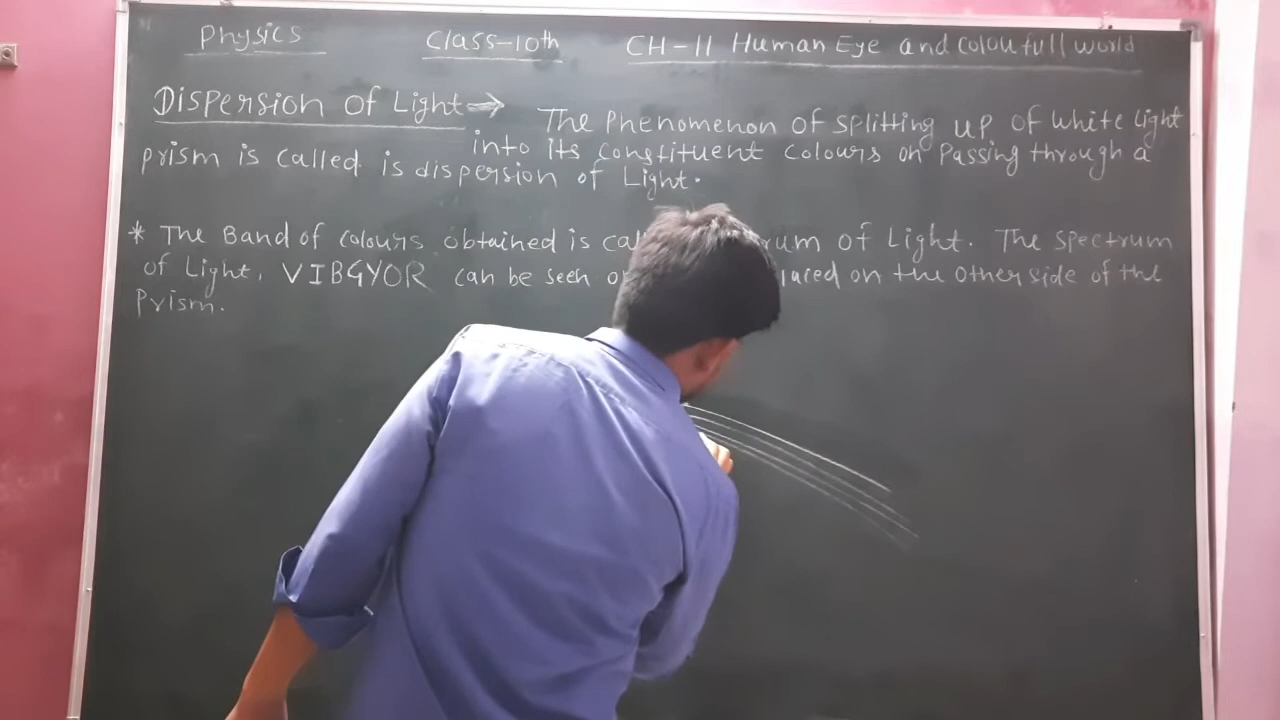 Physics Class-10th CH-11 Human Eye and Colou full world
Dispersion of Light → The Phenomenon of splitting up of white light
into its constituent colours on Passing through a
prism is called is dispersion of Light.
* The Band of colours obtained is rum of Light. The spectrum
of Light, VIBGYOR can be seen on the other side of the
Prism.